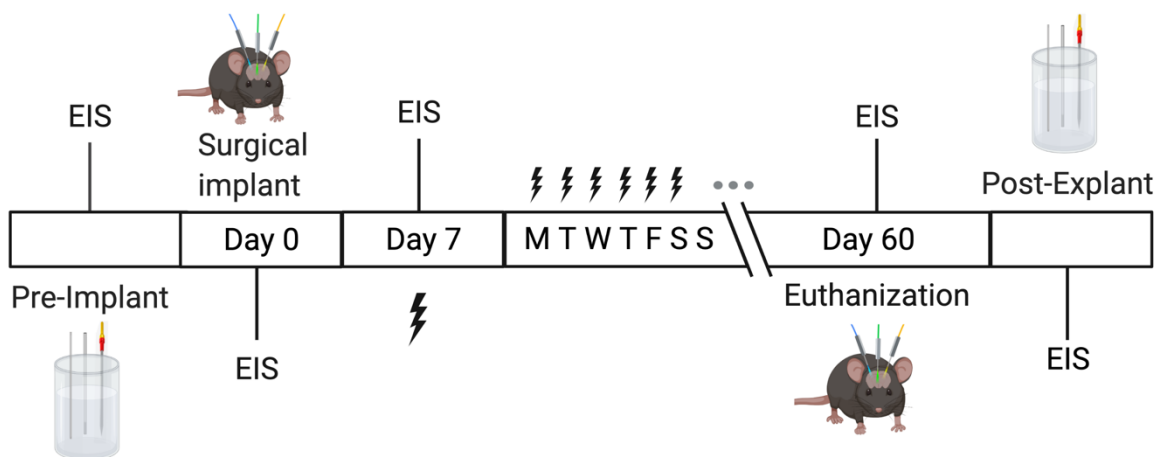 EIS
Surgical
implant
EIS
EIS
Post-Explant
Day 0
Day 7
M T W T F S S
Day 60
Pre-Implant
EIS
Euthanization
EIS